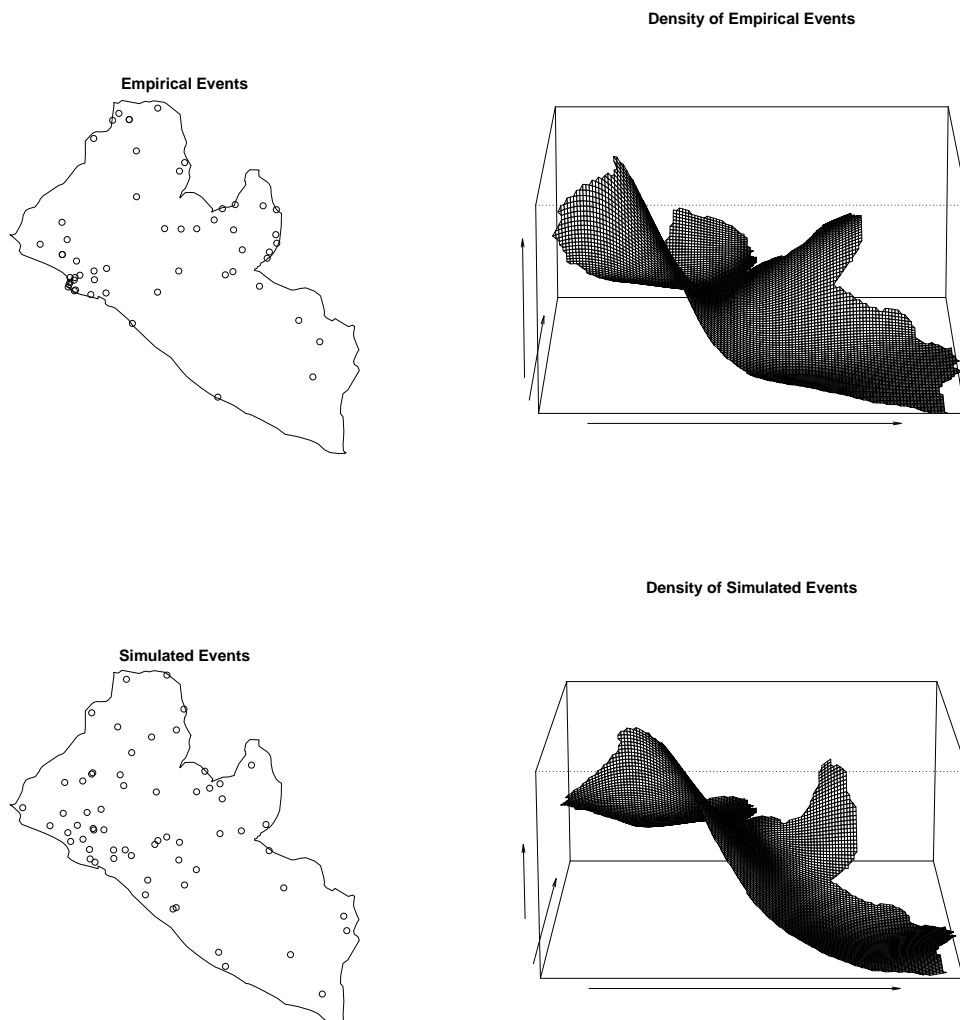 Density of Empirical Events
Empirical Events
Density of Simulated Events
Simulated Events